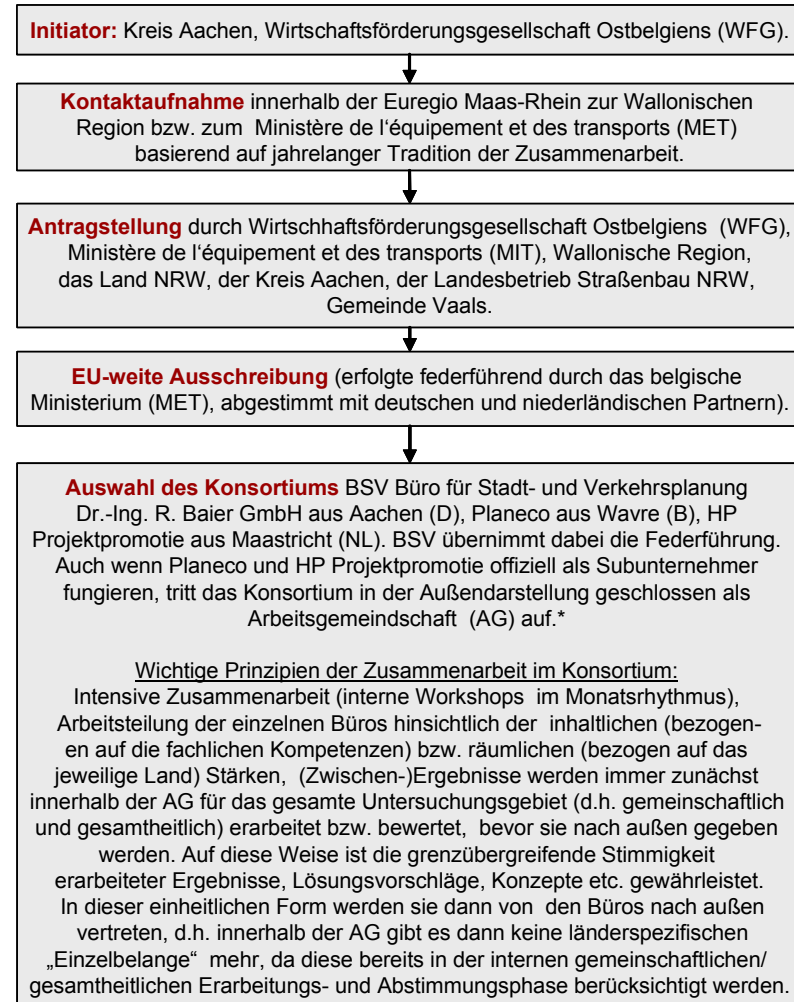 Initiator: Kreis Aachen, Wirtschaftsförderungsgesellschaft Ostbelgiens (WFG).
Kontaktaufnahme innerhalb der Euregio Maas-Rhein zur Wallonischen
Region bzw. zum Ministère de l‘équipement et des transports (MET)
basierend auf jahrelanger Tradition der Zusammenarbeit.
Antragstellung durch Wirtschhaftsförderungsgesellschaft Ostbelgiens (WFG),
Ministère de l‘équipement et des transports (MIT), Wallonische Region,
das Land NRW, der Kreis Aachen, der Landesbetrieb Straßenbau NRW,
Gemeinde Vaals.
EU-weite Ausschreibung (erfolgte federführend durch das belgische
Ministerium (MET), abgestimmt mit deutschen und niederländischen Partnern).
Auswahl des Konsortiums BSV Büro für Stadt- und Verkehrsplanung
Dr.-Ing. R. Baier GmbH aus Aachen (D), Planeco aus Wavre (B), HP
Projektpromotie aus Maastricht (NL). BSV übernimmt dabei die Federführung.
Auch wenn Planeco und HP Projektpromotie offiziell als Subunternehmer
fungieren, tritt das Konsortium in der Außendarstellung geschlossen als
Arbeitsgemeindschaft (AG) auf.*
Wichtige Prinzipien der Zusammenarbeit im Konsortium:
Intensive Zusammenarbeit (interne Workshops im Monatsrhythmus),
Arbeitsteilung der einzelnen Büros hinsichtlich der inhaltlichen (bezogen-
en auf die fachlichen Kompetenzen) bzw. räumlichen (bezogen auf das
jeweilige Land) Stärken, (Zwischen-)Ergebnisse werden immer zunächst
innerhalb der AG für das gesamte Untersuchungsgebiet (d.h. gemeinschaftlich
und gesamtheitlich) erarbeitet bzw. bewertet, bevor sie nach außen gegeben
werden. Auf diese Weise ist die grenzübergreifende Stimmigkeit
erarbeiteter Ergebnisse, Lösungsvorschläge, Konzepte etc. gewährleistet.
In dieser einheitlichen Form werden sie dann von den Büros nach außen
vertreten, d.h. innerhalb der AG gibt es dann keine länderspezifischen
„Einzelbelange“ mehr, da diese bereits in der internen gemeinschaftlichen/
gesamtheitlichen Erarbeitungs- und Abstimmungsphase berücksichtigt werden.